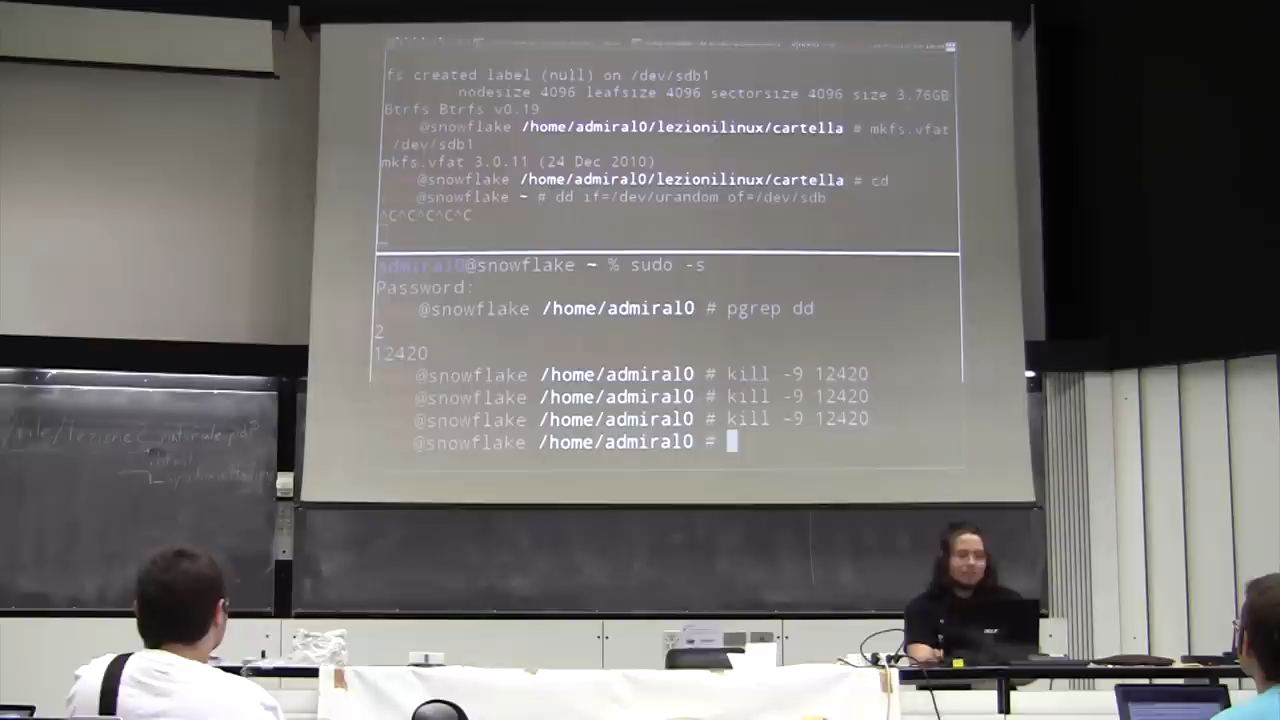 fs created label (null) on /dev/sdb1
nodesize 4096 leafsize 4096 sectorsize 4096 size 3.76GB
Btrfs Btrfs v0.19
@snowflake /home/admiral0/lezionilinux/cartella # mkfs.vfat
/dev/sdb1
mkfs.vfat 3.0.11 (24 Dec 2010)
@snowflake /home/admiral0/lezionilinux/cartella # cd
@snowflake ~ # dd if=/dev/urandom of=/dev/sdb
^C^C^C^C^C
admiral0@snowflake ~ % sudo -s
Password:
@snowflake /home/admiral0 # pgrep dd
2
12420
@snowflake /home/admiral0 # kill -9 12420
@snowflake /home/admiral0 # kill -9 12420
@snowflake /home/admiral0 # kill -9 12420
@snowflake /home/admiral0 #